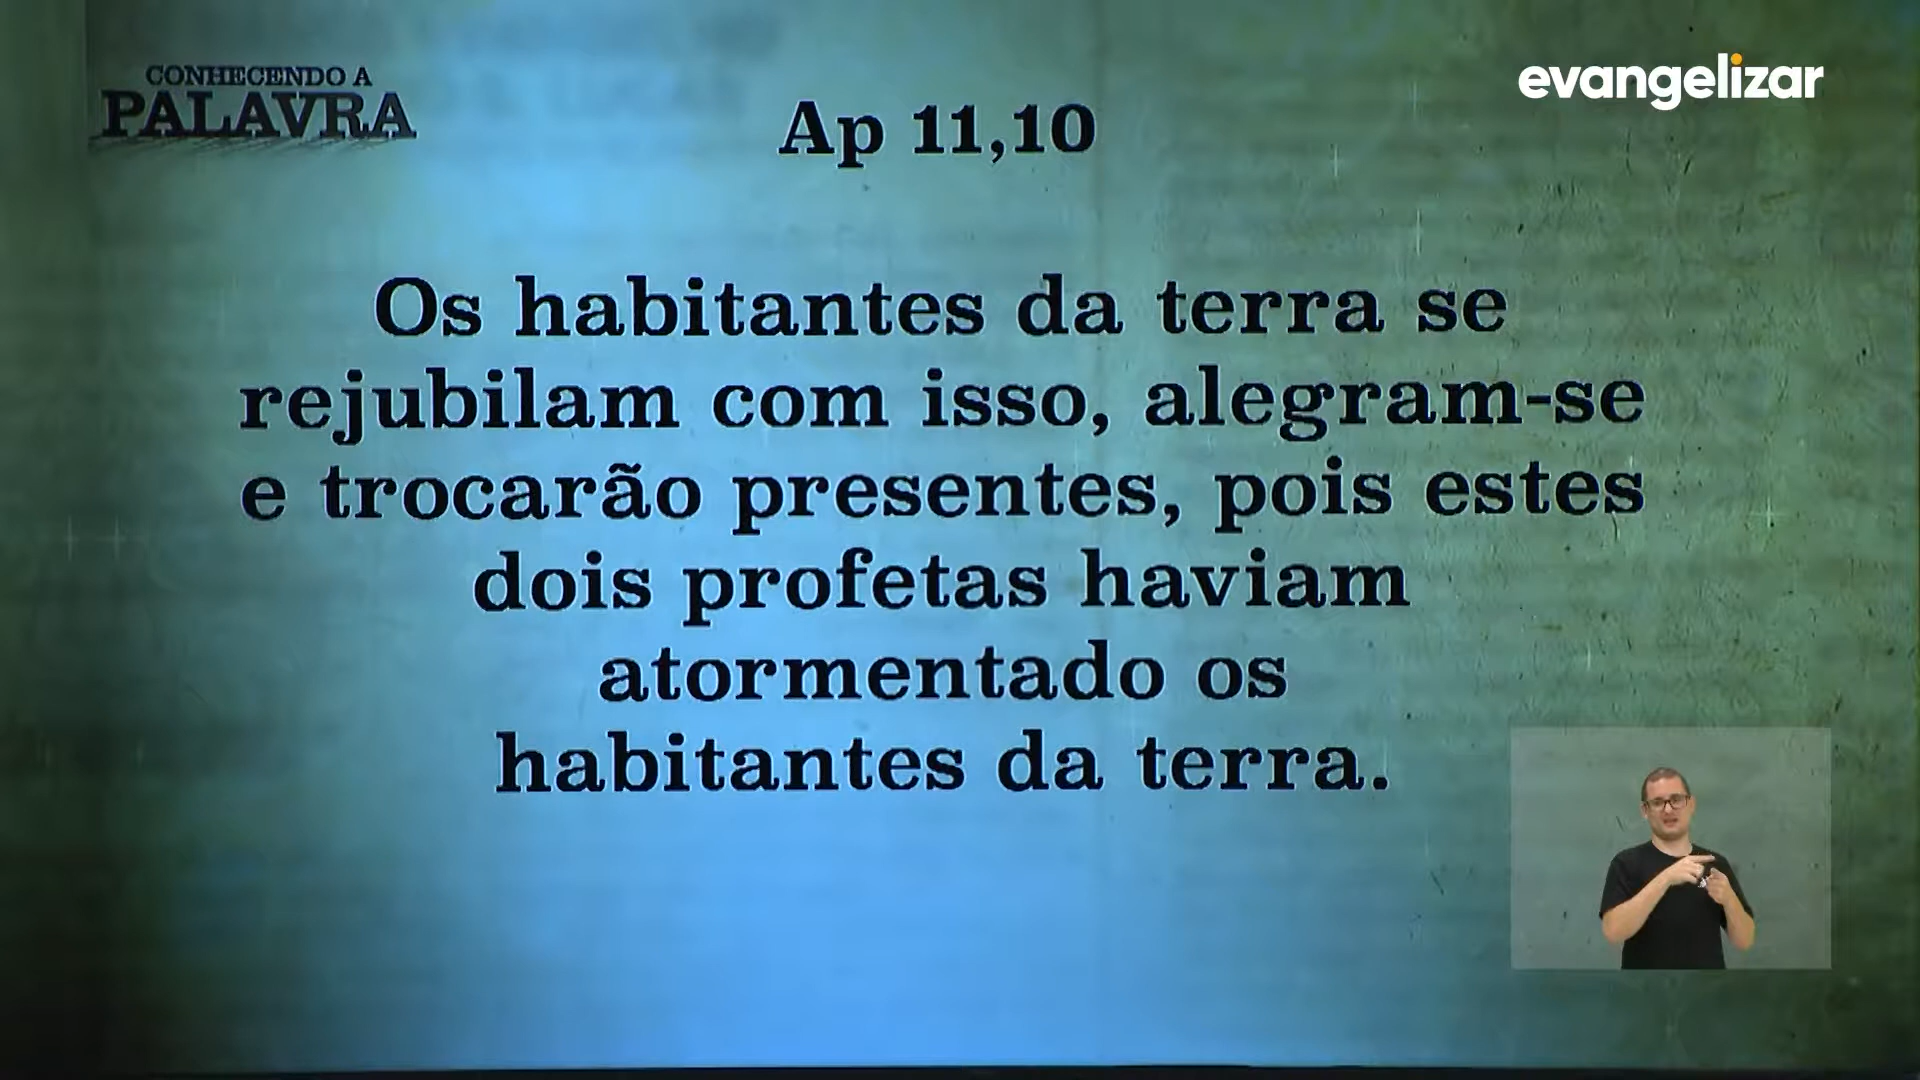 CONHECENDO A
PALAVRA
evangelizar
Ap 11,10
Os habitantes da terra se
rejubilam com isso, alegram-se
e trocarão presentes, pois estes
dois profetas haviam
atormentado os
habitantes da terra.